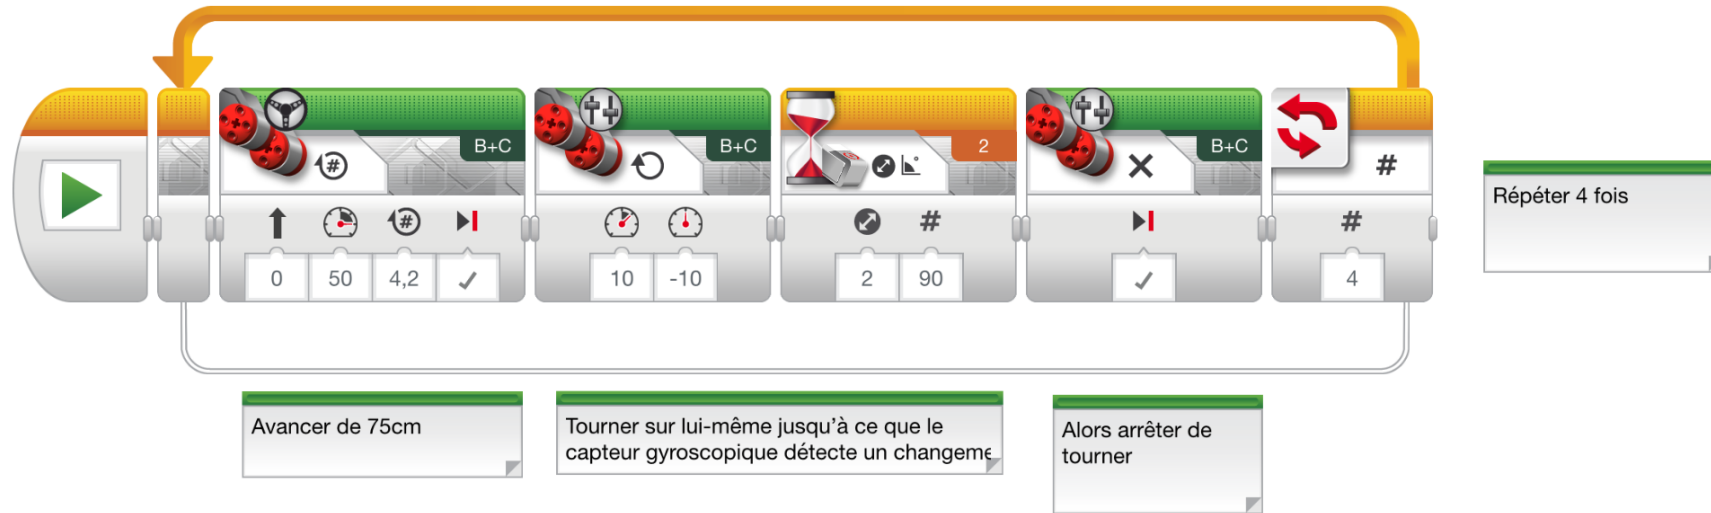 B+C
B+C
2
B+C
#
#
#
#
#
0
50
4,2
10
-10
2
90
4
Répéter 4 fois
Avancer de 75cm
Tourner sur lui-même jusqu'à ce que le
capteur gyroscopique détecte un
Alors arrêter de
tourner